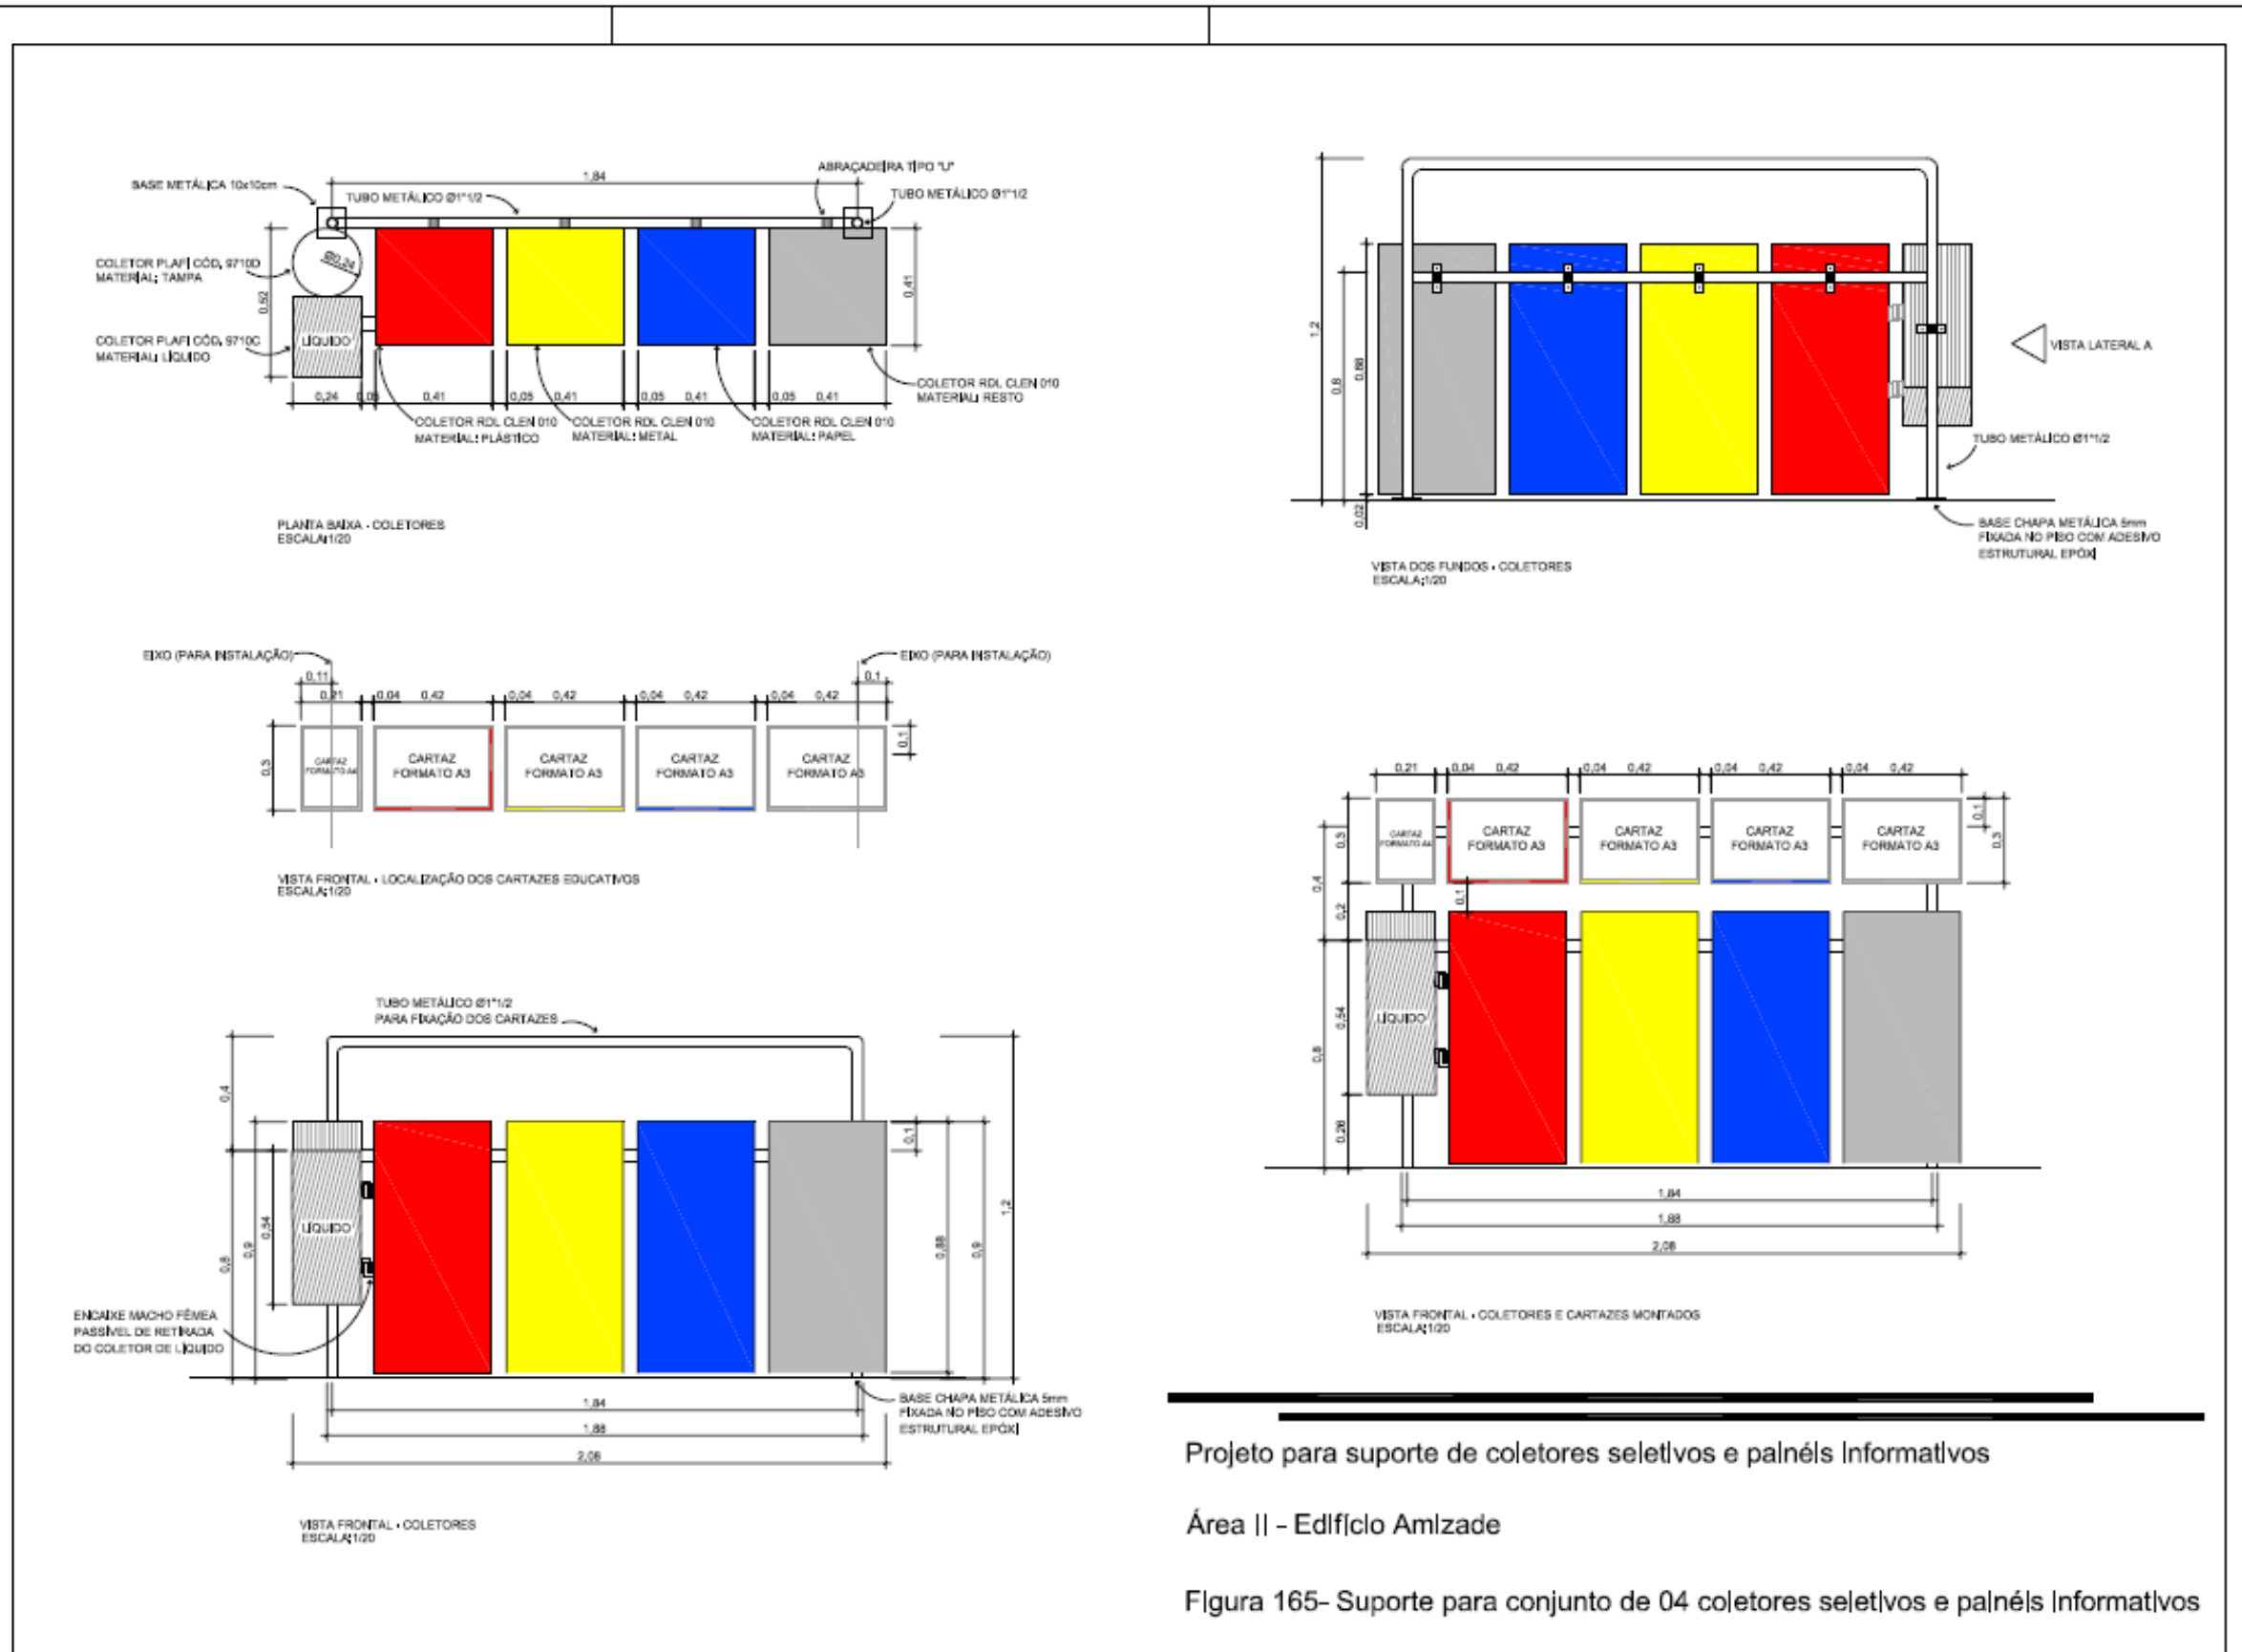 BASE METÁLICA 10x10cm
1,84
ABRAÇADEIRA TIPO "U"
TUBO METÁLICO Ø1"1/2
TUBO METÁLICO Ø1"1/2
COLETOR PLAFI CÓD. 9710D
MATERIAL: TAMPA
Ø0,24
0,52
0,41
COLETOR PLAFI CÓD. 9710C
MATERIAL: LÍQUIDO
LÍQUIDO
0,24 0,05 0,41 0,05 0,41 0,05 0,41 0,05 0,41
COLETOR RDL CLEN 010
MATERIAL: RESTO
COLETOR RDL CLEN 010
MATERIAL: PLÁSTICO
COLETOR RDL CLEN 010
MATERIAL: METAL
COLETOR RDL CLEN 010
MATERIAL: PAPEL
PLANTA BAIXA - COLETORES
ESCALA:1/20
1,2
0,8
0,88
0,02
VISTA LATERAL A
TUBO METÁLICO Ø1"1/2
BASE CHAPA METÁLICA 5mm
FIXADA NO PISO COM ADESIVO
ESTRUTURAL EPÓXI
VISTA DOS FUNDOS - COLETORES
ESCALA:1/20
EIXO (PARA INSTALAÇÃO)
EIXO (PARA INSTALAÇÃO)
0,11
0,1
0,21 0,04 0,42 0,04 0,42 0,04 0,42 0,04 0,42
0,3
0,1
CARTAZ
FORMATO A4
CARTAZ
FORMATO A3
CARTAZ
FORMATO A3
CARTAZ
FORMATO A3
CARTAZ
FORMATO A3
VISTA FRONTAL - LOCALIZAÇÃO DOS CARTAZES EDUCATIVOS
ESCALA:1/20
0,21 0,04 0,42 0,04 0,42 0,04 0,42 0,04 0,42
CARTAZ
FORMATO A4
CARTAZ
FORMATO A3
CARTAZ
FORMATO A3
CARTAZ
FORMATO A3
CARTAZ
FORMATO A3
0,1
0,3
0,3
0,4
0,2
0,1
0,54
0,8
0,26
LÍQUIDO
1,84
1,88
2,08
VISTA FRONTAL - COLETORES E CARTAZES MONTADOS
ESCALA:1/20
TUBO METÁLICO Ø1"1/2
PARA FIXAÇÃO DOS CARTAZES
0,4
0,8
0,9
0,54
LÍQUIDO
0,1
0,88
0,9
1,2
ENCAIXE MACHO FÊMEA
PASSÍVEL DE RETIRADA
DO COLETOR DE LÍQUIDO
BASE CHAPA METÁLICA 5mm
FIXADA NO PISO COM ADESIVO
ESTRUTURAL EPÓXI
1,84
1,88
2,08
VISTA FRONTAL - COLETORES
ESCALA:1/20
Projeto para suporte de coletores seletivos e painéis informativos
Área II - Edifício Amizade
Figura 165- Suporte para conjunto de 04 coletores seletivos e painéis informativos